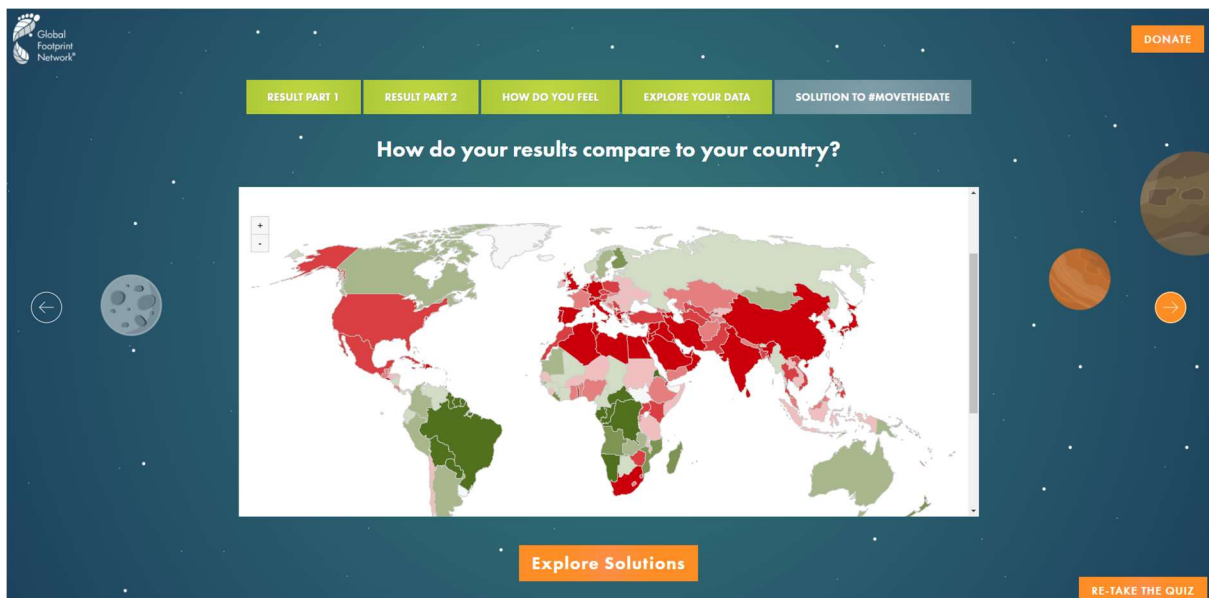 Global
Footprint
Network®
DONATE
RESULT PART 1
RESULT PART 2
HOW DO YOU FEEL
EXPLORE YOUR DATA
SOLUTION TO #MOVETHEDATE
How do your results compare to your country?
+
-
Explore Solutions
RE-TAKE THE QUIZ